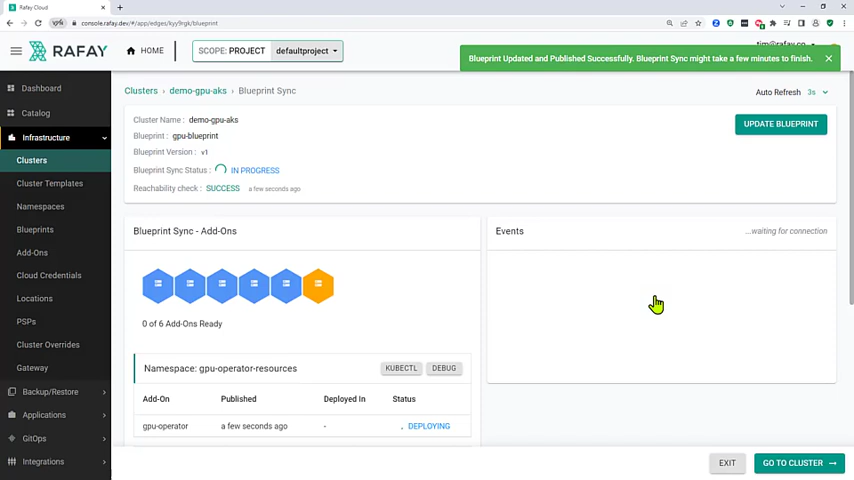 Rafay Cloud
console.rafay.dev/#/app/edges/kyy9rgk/blueprint
RAFAY
HOME
SCOPE: PROJECT defaultproject
Blueprint Updated and Published Successfully. Blueprint Sync might take a few minutes to finish.
Dashboard
Catalog
Infrastructure
Clusters
Cluster Templates
Namespaces
Blueprints
Add-Ons
Cloud Credentials
Locations
PSPs
Cluster Overrides
Gateway
Backup/Restore
Applications
GitOps
Integrations
Clusters > demo-gpu-aks > Blueprint Sync
Auto Refresh 3s
Cluster Name : demo-gpu-aks
Blueprint : gpu-blueprint
Blueprint Version : v1
Blueprint Sync Status : IN PROGRESS
Reachability check : SUCCESS a few seconds ago
UPDATE BLUEPRINT
Blueprint Sync - Add-Ons
0 of 6 Add-Ons Ready
Namespace: gpu-operator-resources KUBECTL DEBUG
Add-On Published Deployed In Status
gpu-operator a few seconds ago - DEPLOYING
Events ...waiting for connection
EXIT GO TO CLUSTER →